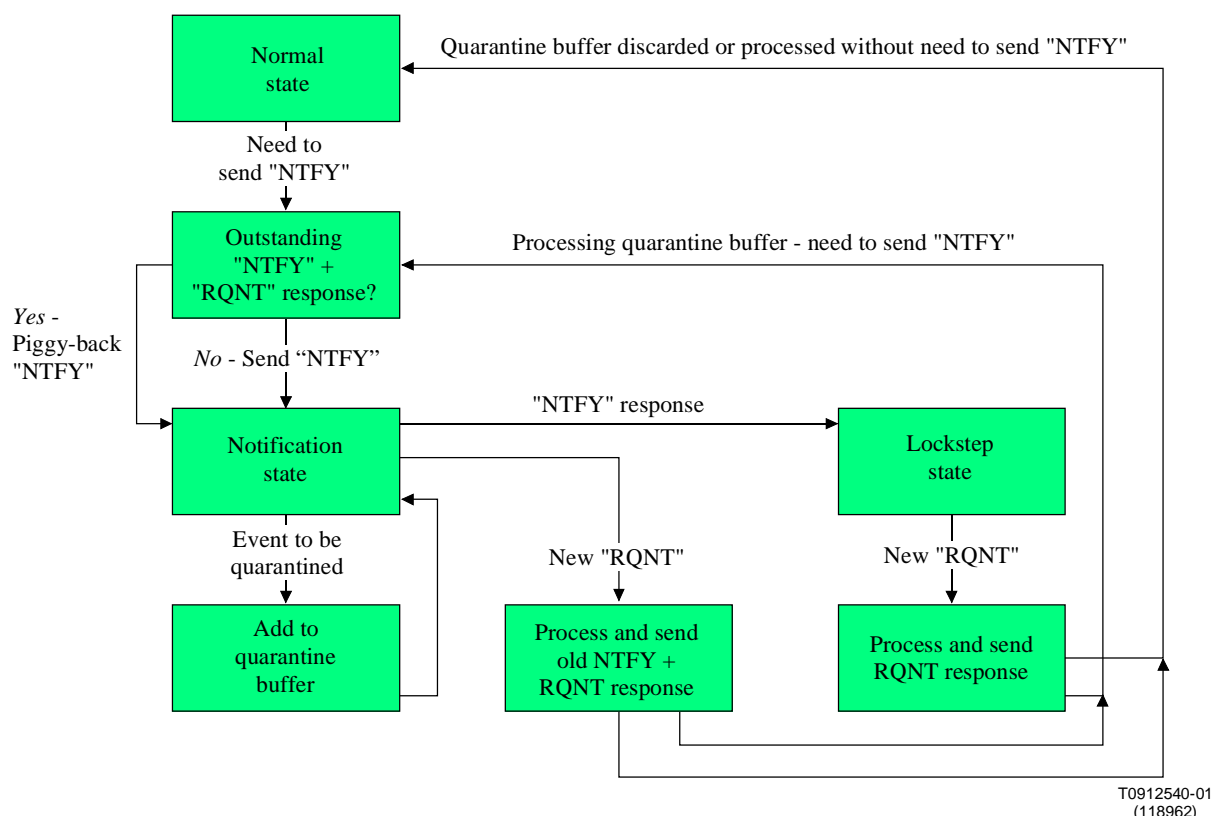 Normal
state
Quarantine buffer discarded or processed without need to send "NTFY"
Need to
send "NTFY"
Outstanding
"NTFY" +
"RQNT" response?
Processing quarantine buffer - need to send "NTFY"
Yes -
Piggy-back
"NTFY"
No - Send “NTFY”
Notification
state
"NTFY" response
Lockstep
state
Event to be
quarantined
New "RQNT"
New "RQNT"
Add to
quarantine
buffer
Process and send
old NTFY +
RQNT response
Process and send
RQNT response
T0912540-01
(118962)